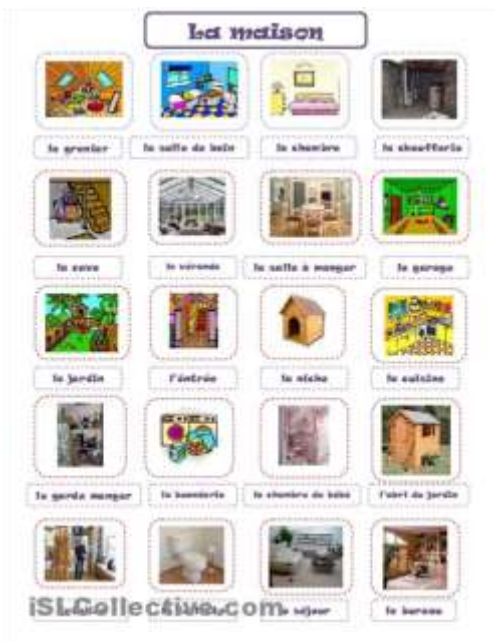 La maison
le grenier
la salle de bain
la chambre
la chaufferie
la cave
la véranda
la salle à manger
le garage
le jardin
l'entrée
la niche
la cuisine
le garde manger
la buanderie
la chambre de bébé
l'abri de jardin
iSLCollective.com
le séjour
le bureau